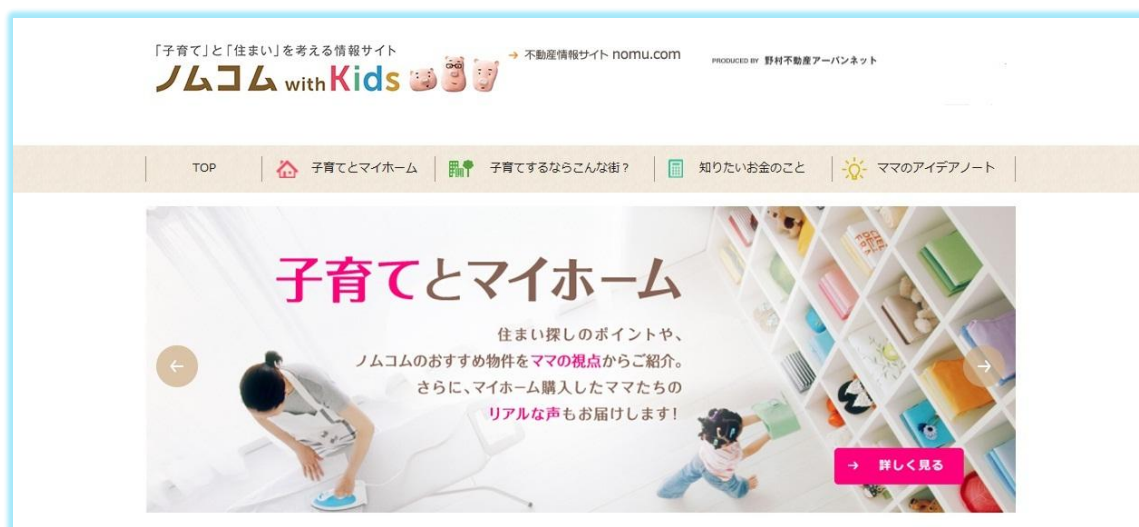 「子育て」と「住まい」を考える情報サイト
ノムコム with Kids
→ 不動産情報サイト nomu.com
PRODUCED BY 野村不動産アーバンネット
TOP
子育てとマイホーム
子育てするならこんな街？
知りたいお金のこと
ママのアイデアノート
子育てとマイホーム
住まい探しのポイントや、
ノムコムのおすすめ物件をママの視点からご紹介。
さらに、マイホーム購入したママたちの
リアルな声もお届けします！
→ 詳しく見る